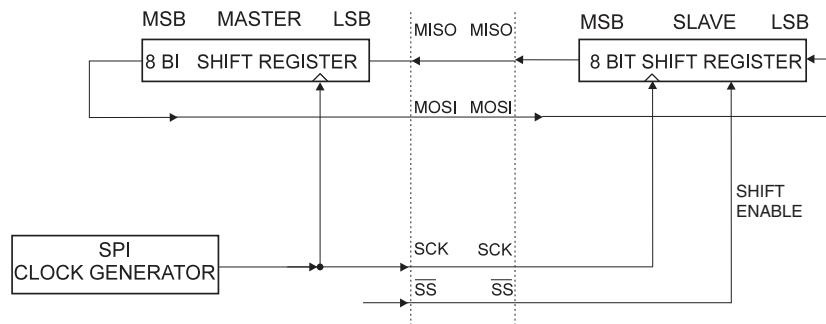 MSB MASTER LSB
MISO MISO
MSB SLAVE LSB
8 BI SHIFT REGISTER
8 BIT SHIFT REGISTER
MOSI MOSI
SHIFT
ENABLE
SPI
CLOCK GENERATOR
SCK SCK
SS SS